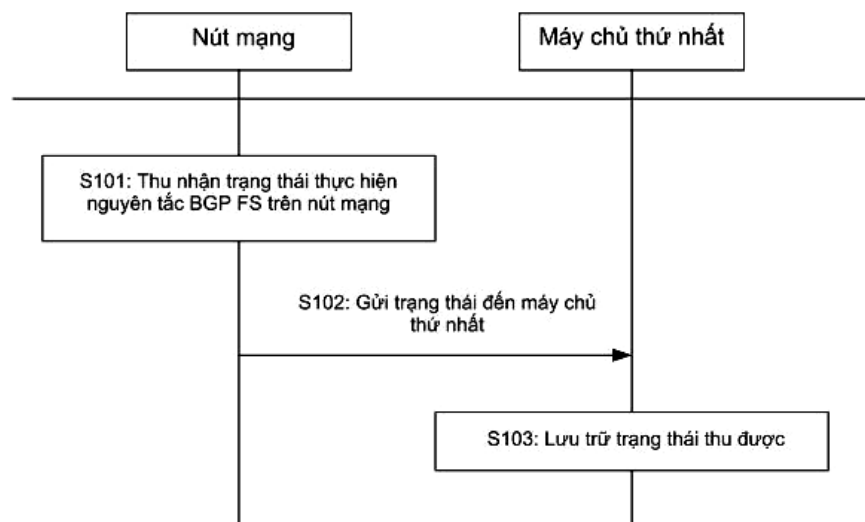 Nút mạng
Máy chủ thứ nhất
S101: Thu nhận trạng thái thực hiện
nguyên tắc BGP FS trên nút mạng
S102: Gửi trạng thái đến máy chủ
thứ nhất
S103: Lưu trữ trạng thái thu được